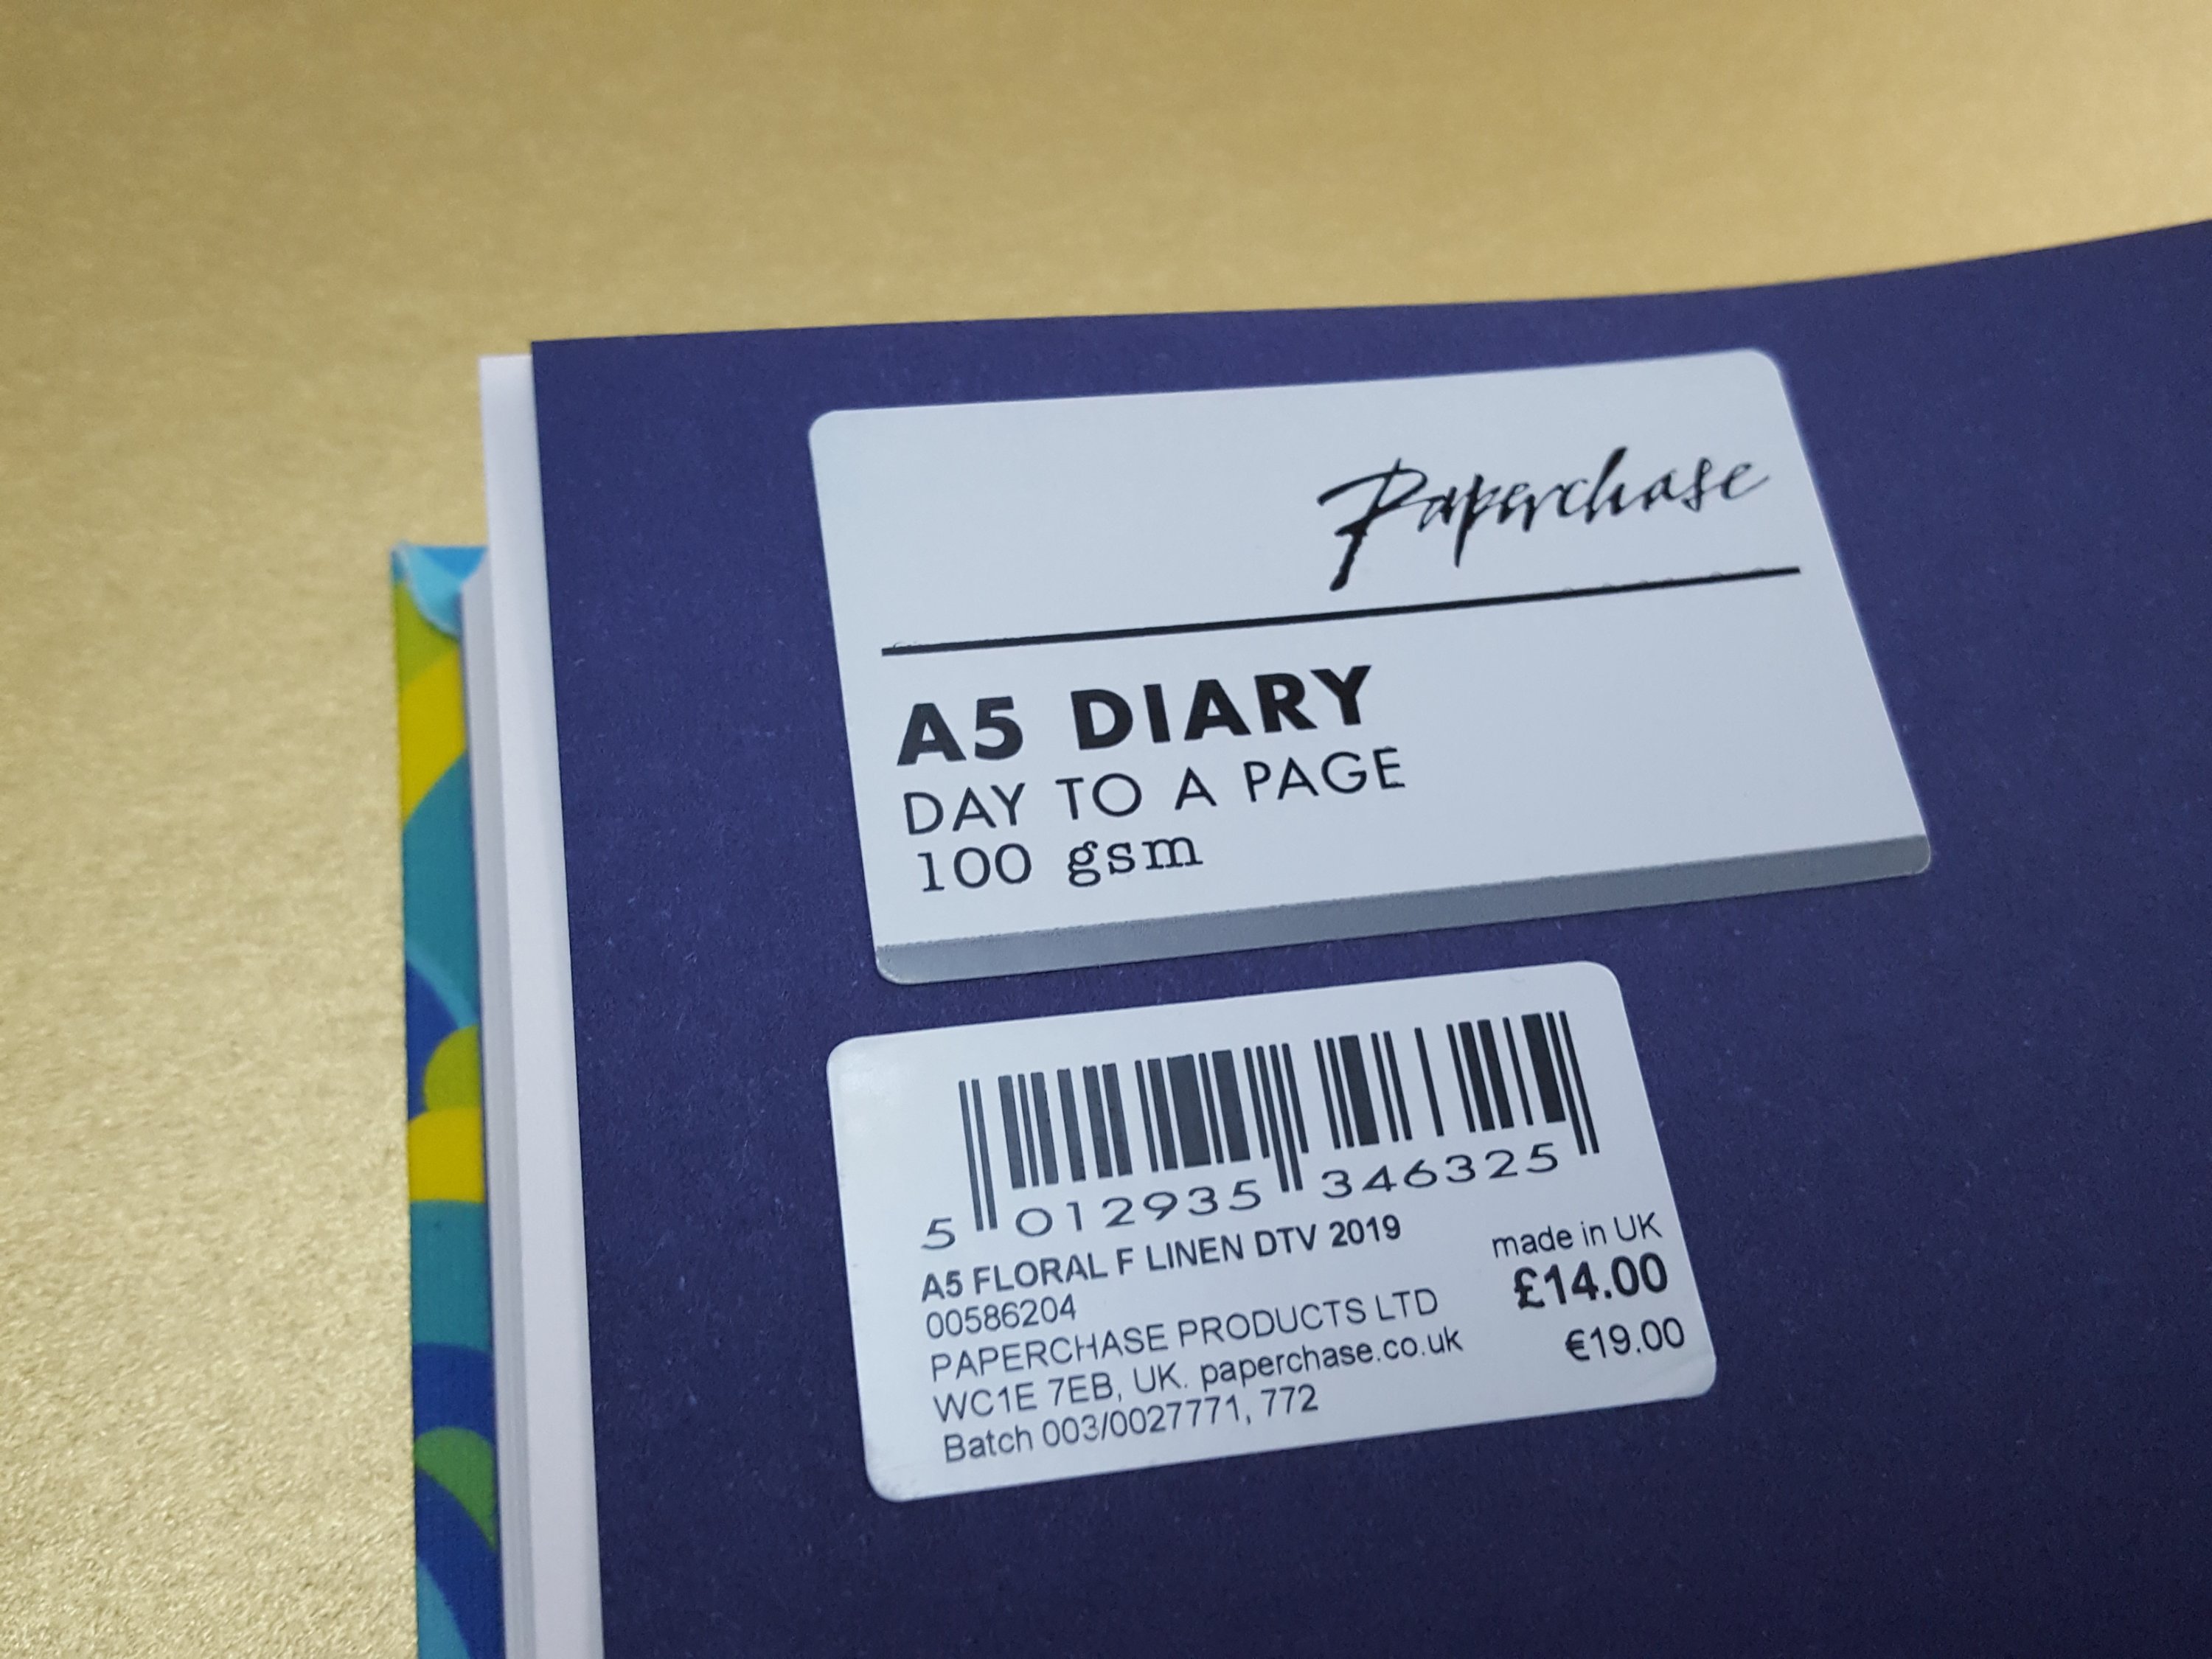 Paperchase
A5 DIARY
DAY TO A PAGE
100 gsm
5 012935 346325
A5 FLORAL F LINEN DTV 2019
00586204
PAPERCHASE PRODUCTS LTD
WC1E 7EB, UK. paperchase.co.uk
Batch 003/0027771, 772
made in UK
£14.00
€19.00